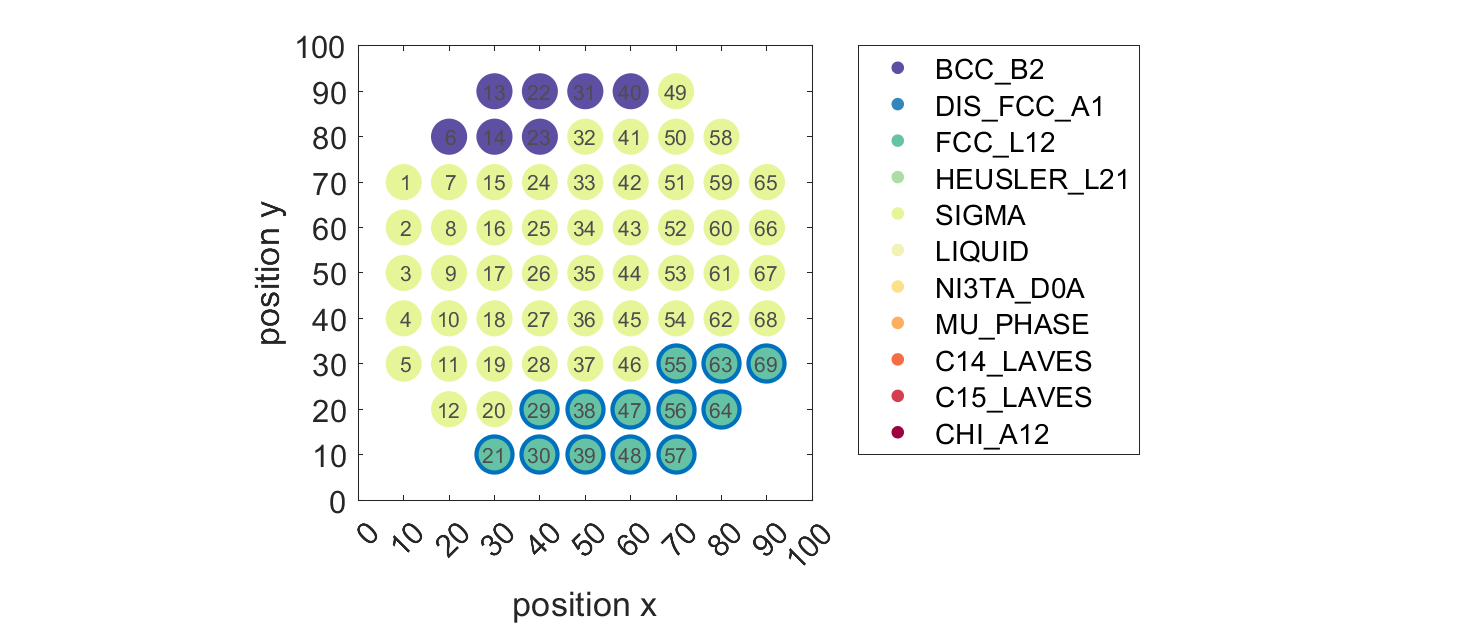 100
90
80
70
60
50
40
30
20
10
0
position y
13 22 31 40 49
6 14 23 32 41 50 58
1 7 15 24 33 42 51 59 65
2 8 16 25 34 43 52 60 66
3 9 17 26 35 44 53 61 67
4 10 18 27 36 45 54 62 68
5 11 19 28 37 46 55 63 69
12 20 29 38 47 56 64
21 30 39 48 57
0 10 20 30 40 50 60 70 80 90 100
position x
BCC_B2
DIS_FCC_A1
FCC_L12
HEUSLER_L21
SIGMA
LIQUID
NI3TA_D0A
MU_PHASE
C14_LAVES
C15_LAVES
CHI_A12